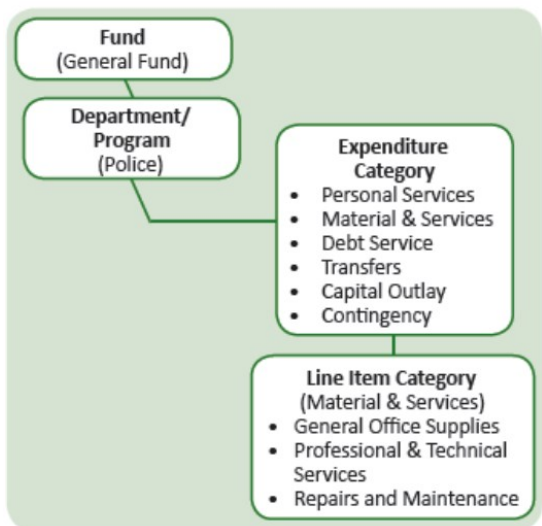 Fund
(General Fund)
Department/
Program
(Police)
Expenditure
Category
• Personal Services
• Material & Services
• Debt Service
• Transfers
• Capital Outlay
• Contingency
Line Item Category
(Material & Services)
• General Office Supplies
• Professional & Technical
Services
• Repairs and Maintenance